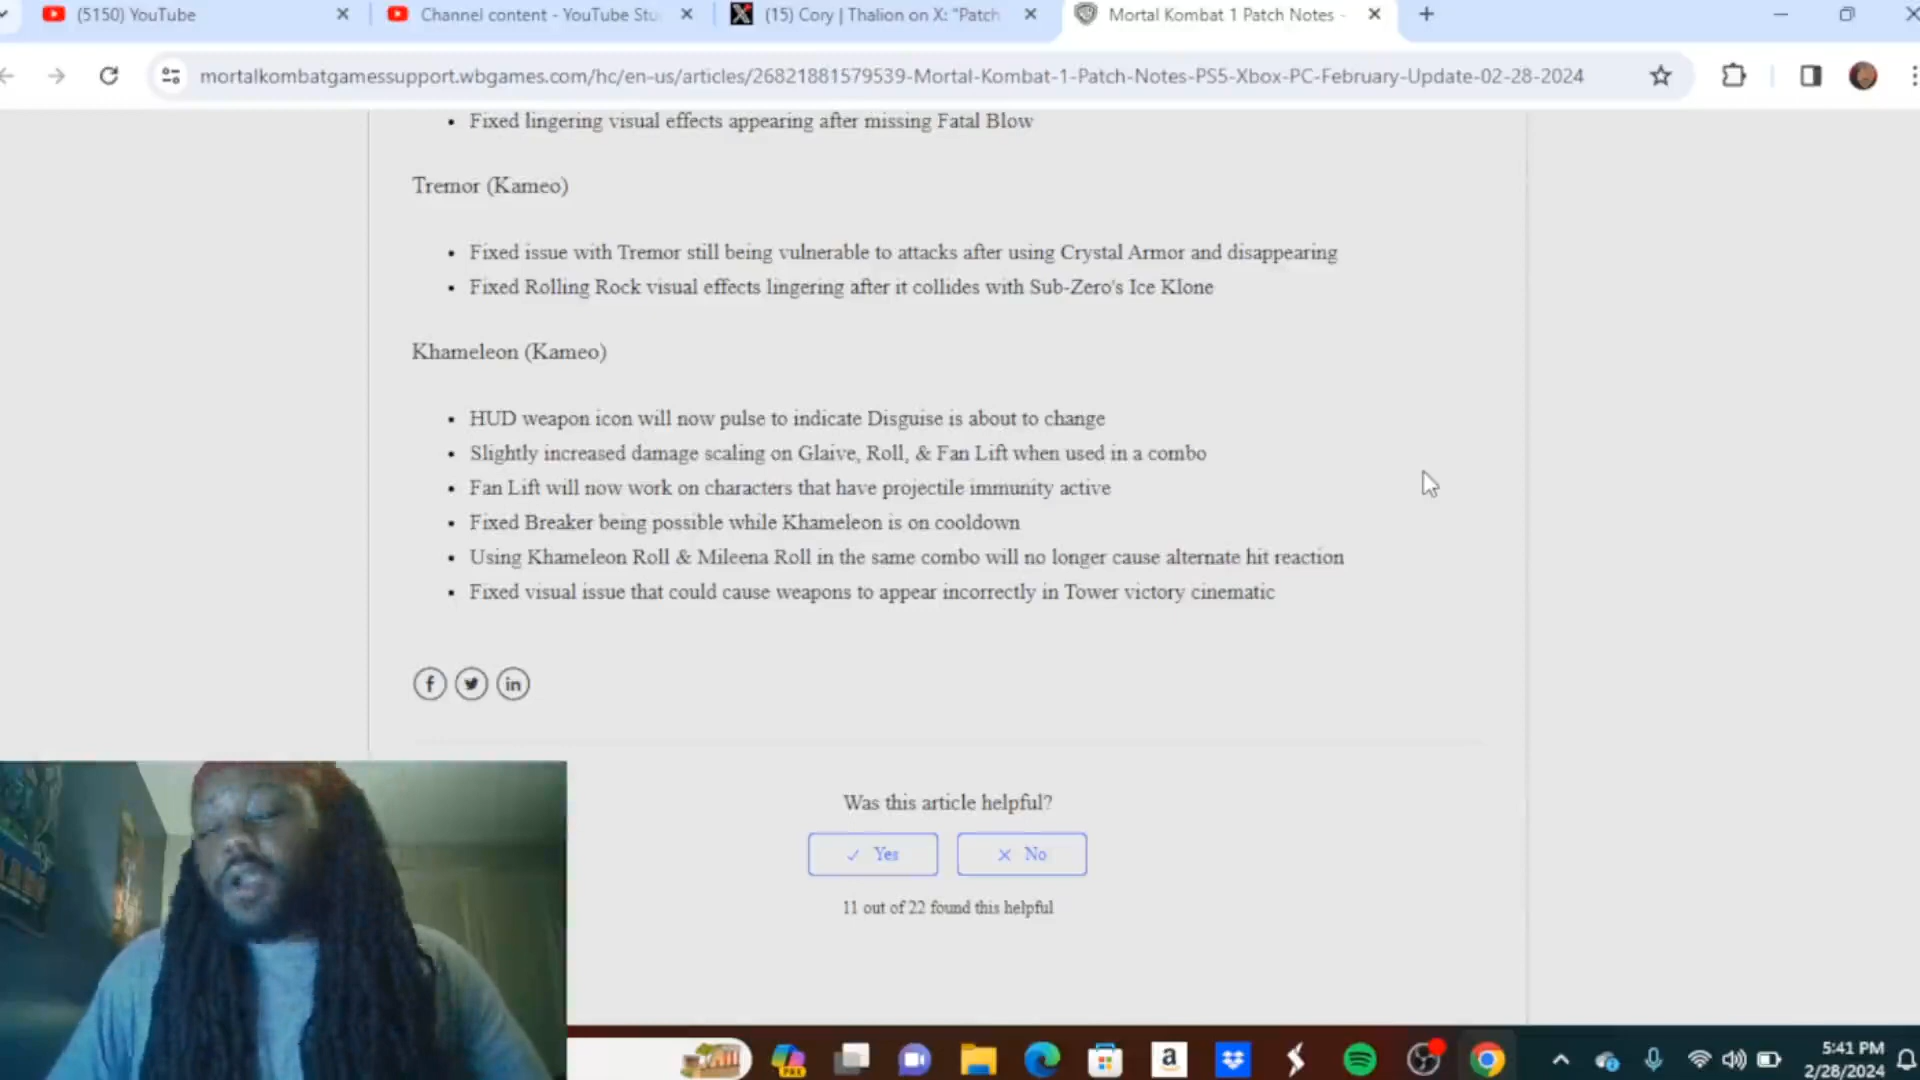 (5150) YouTube
Channel content - YouTube Stu
(15) Cory | Thalion on X: "Patch
Mortal Kombat 1 Patch Notes -
mortalkombatgamessupport.wbgames.com/hc/en-us/articles/26821881579539-Mortal-Kombat-1-Patch-Notes-PS5-Xbox-PC-February-Update-02-28-2024
• Fixed lingering visual effects appearing after missing Fatal Blow
Tremor (Kameo)
• Fixed issue with Tremor still being vulnerable to attacks after using Crystal Armor and disappearing
• Fixed Rolling Rock visual effects lingering after it collides with Sub-Zero's Ice Klone
Khameleon (Kameo)
• HUD weapon icon will now pulse to indicate Disguise is about to change
• Slightly increased damage scaling on Glaive, Roll, & Fan Lift when used in a combo
• Fan Lift will now work on characters that have projectile immunity active
• Fixed Breaker being possible while Khameleon is on cooldown
• Using Khameleon Roll & Mileena Roll in the same combo will no longer cause alternate hit reaction
• Fixed visual issue that could cause weapons to appear incorrectly in Tower victory cinematic
Was this article helpful?
Yes
No
11 out of 22 found this helpful
5:41 PM
2/28/2024